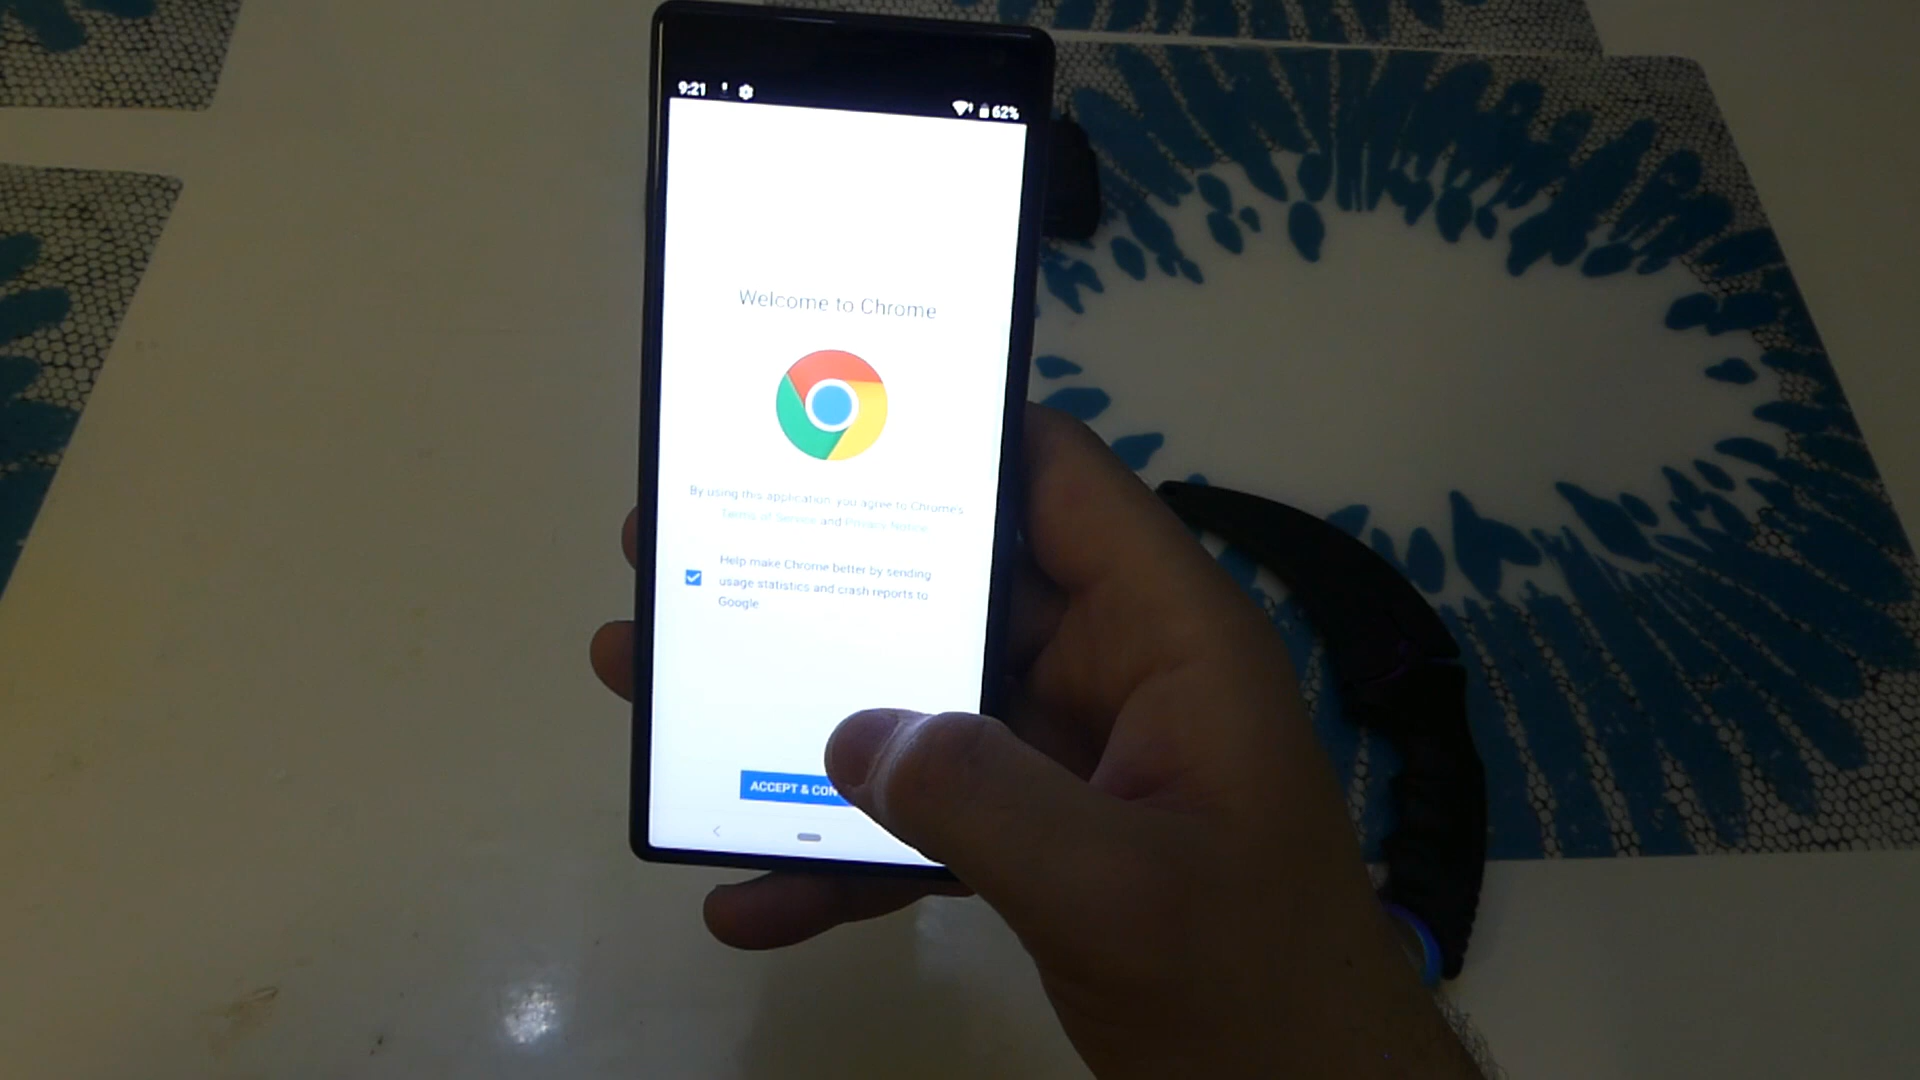 9:21
62%
Welcome to Chrome
By using this application, you agree to Chrome's
Terms of Service and Privacy Notice.
Help make Chrome better by sending
usage statistics and crash reports to
Google.
ACCEPT & CON